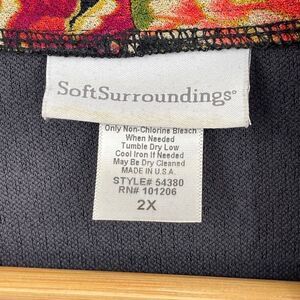 SoftSurroundings®
Only Non-Chlorine Bleach
When Needed
Tumble Dry Low
Cool Iron If Needed
May Be Dry Cleaned
MADE IN U.S.A.
STYLE# 54380
RN# 101206
2X